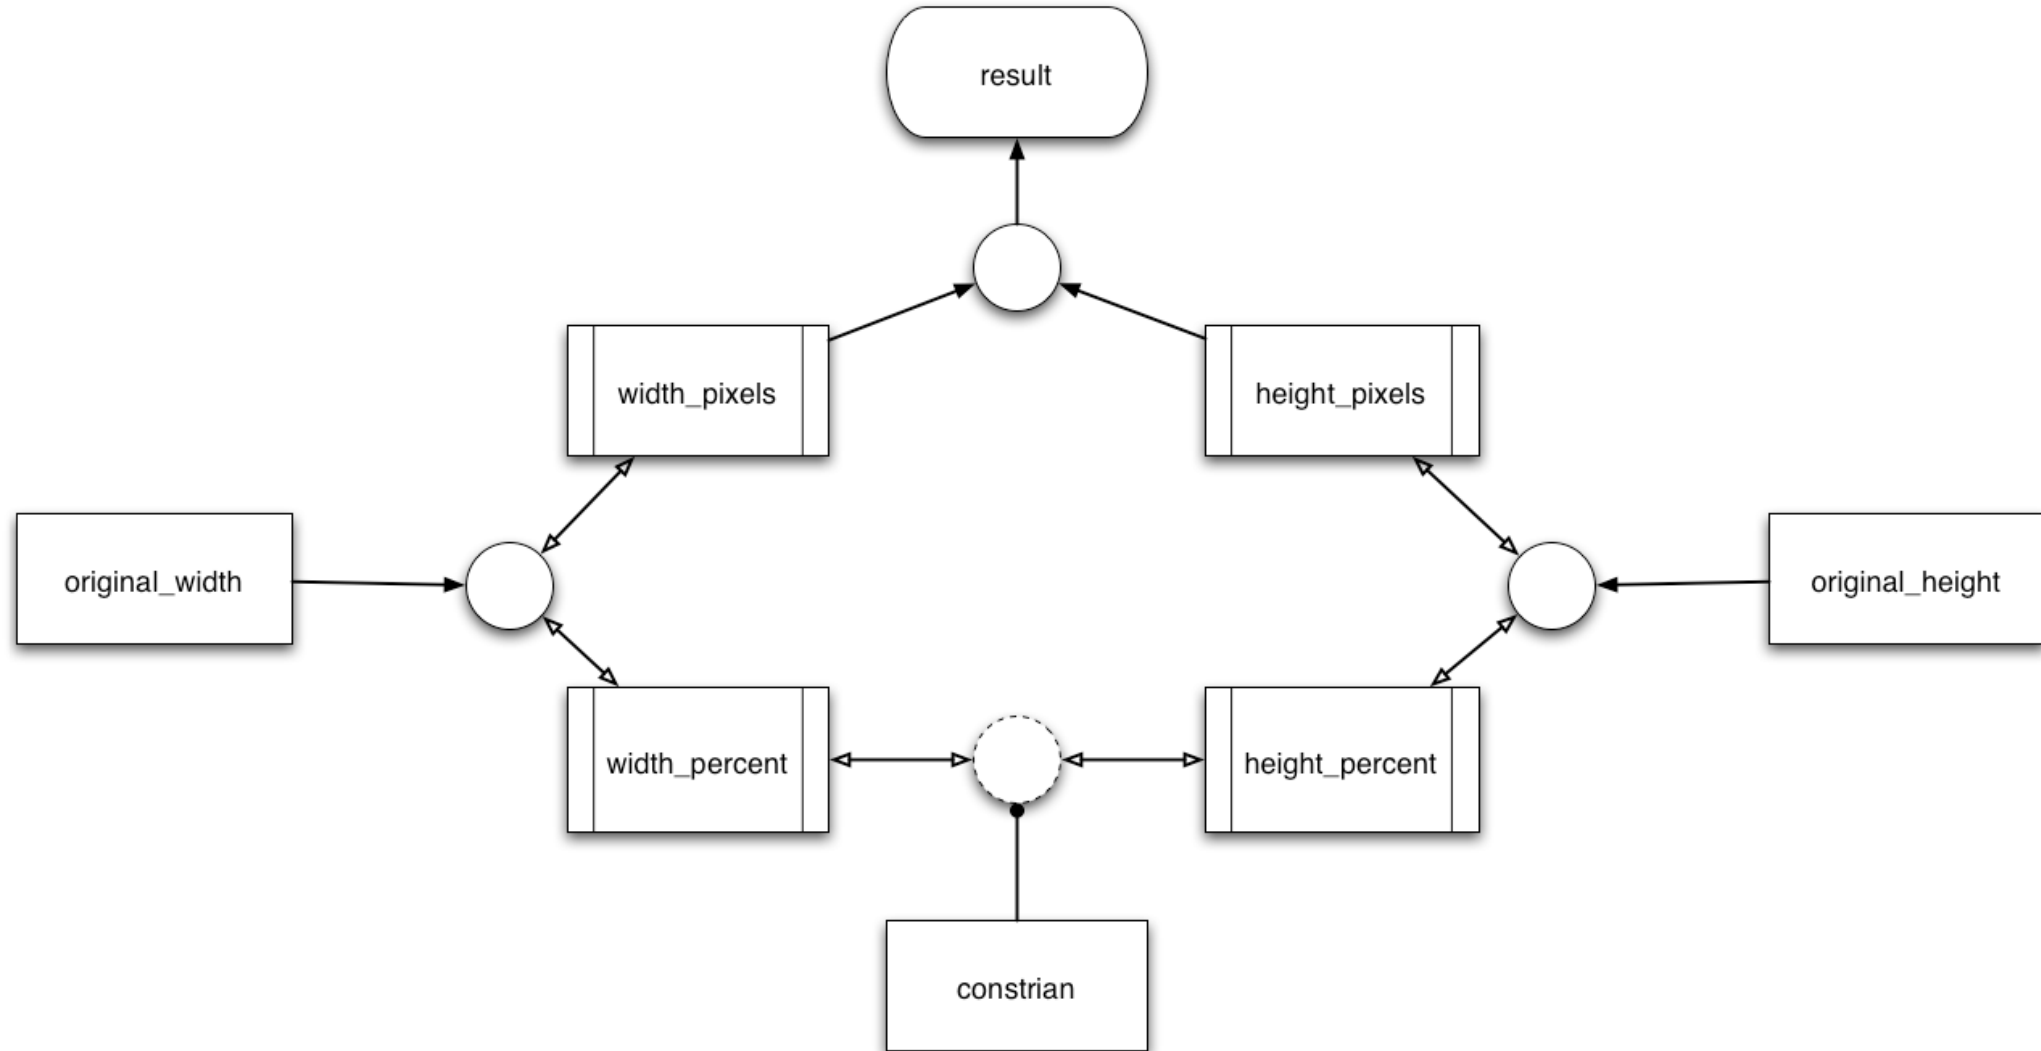 result
width_pixels
height_pixels
original_width
original_height
width_percent
height_percent
constrian